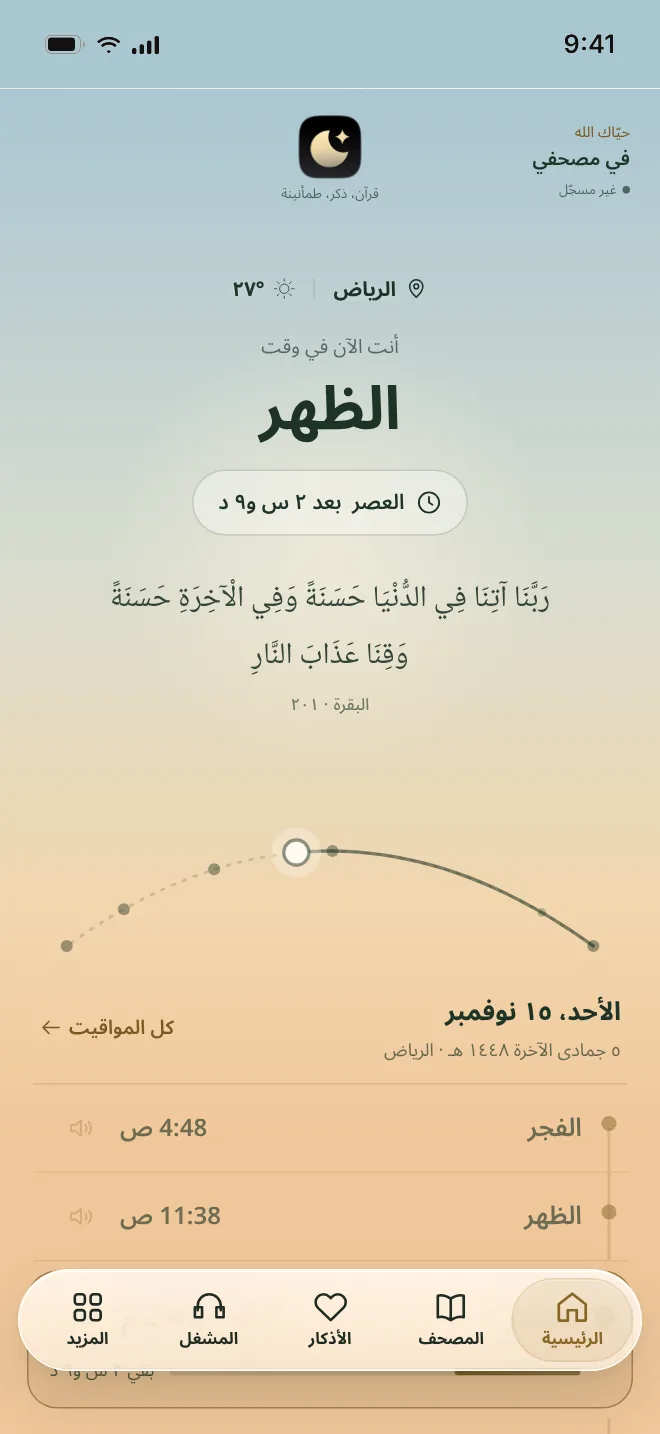 9:41
حيّاك الله
في مصحفي
غير مسجّل
قرآن، ذكر، طمأنينة
الرياض
٢٧°
أنت الآن في وقت
الظهر
العصر بعد ٢ س و٩ د
رَبَّنَا آتِنَا فِي الدُّنْيَا حَسَنَةً وَفِي الْآخِرَةِ حَسَنَةً
وَقِنَا عَذَابَ النَّارِ
البقرة · ٢٠١
الأحد، ١٥ نوفمبر
كل المواقيت
٥ جمادى الآخرة ١٤٤٨ هـ · الرياض
الفجر 4:48 ص
الظهر 11:38 ص
الرئيسية
المصحف
الأذكار
المشغل
المزيد